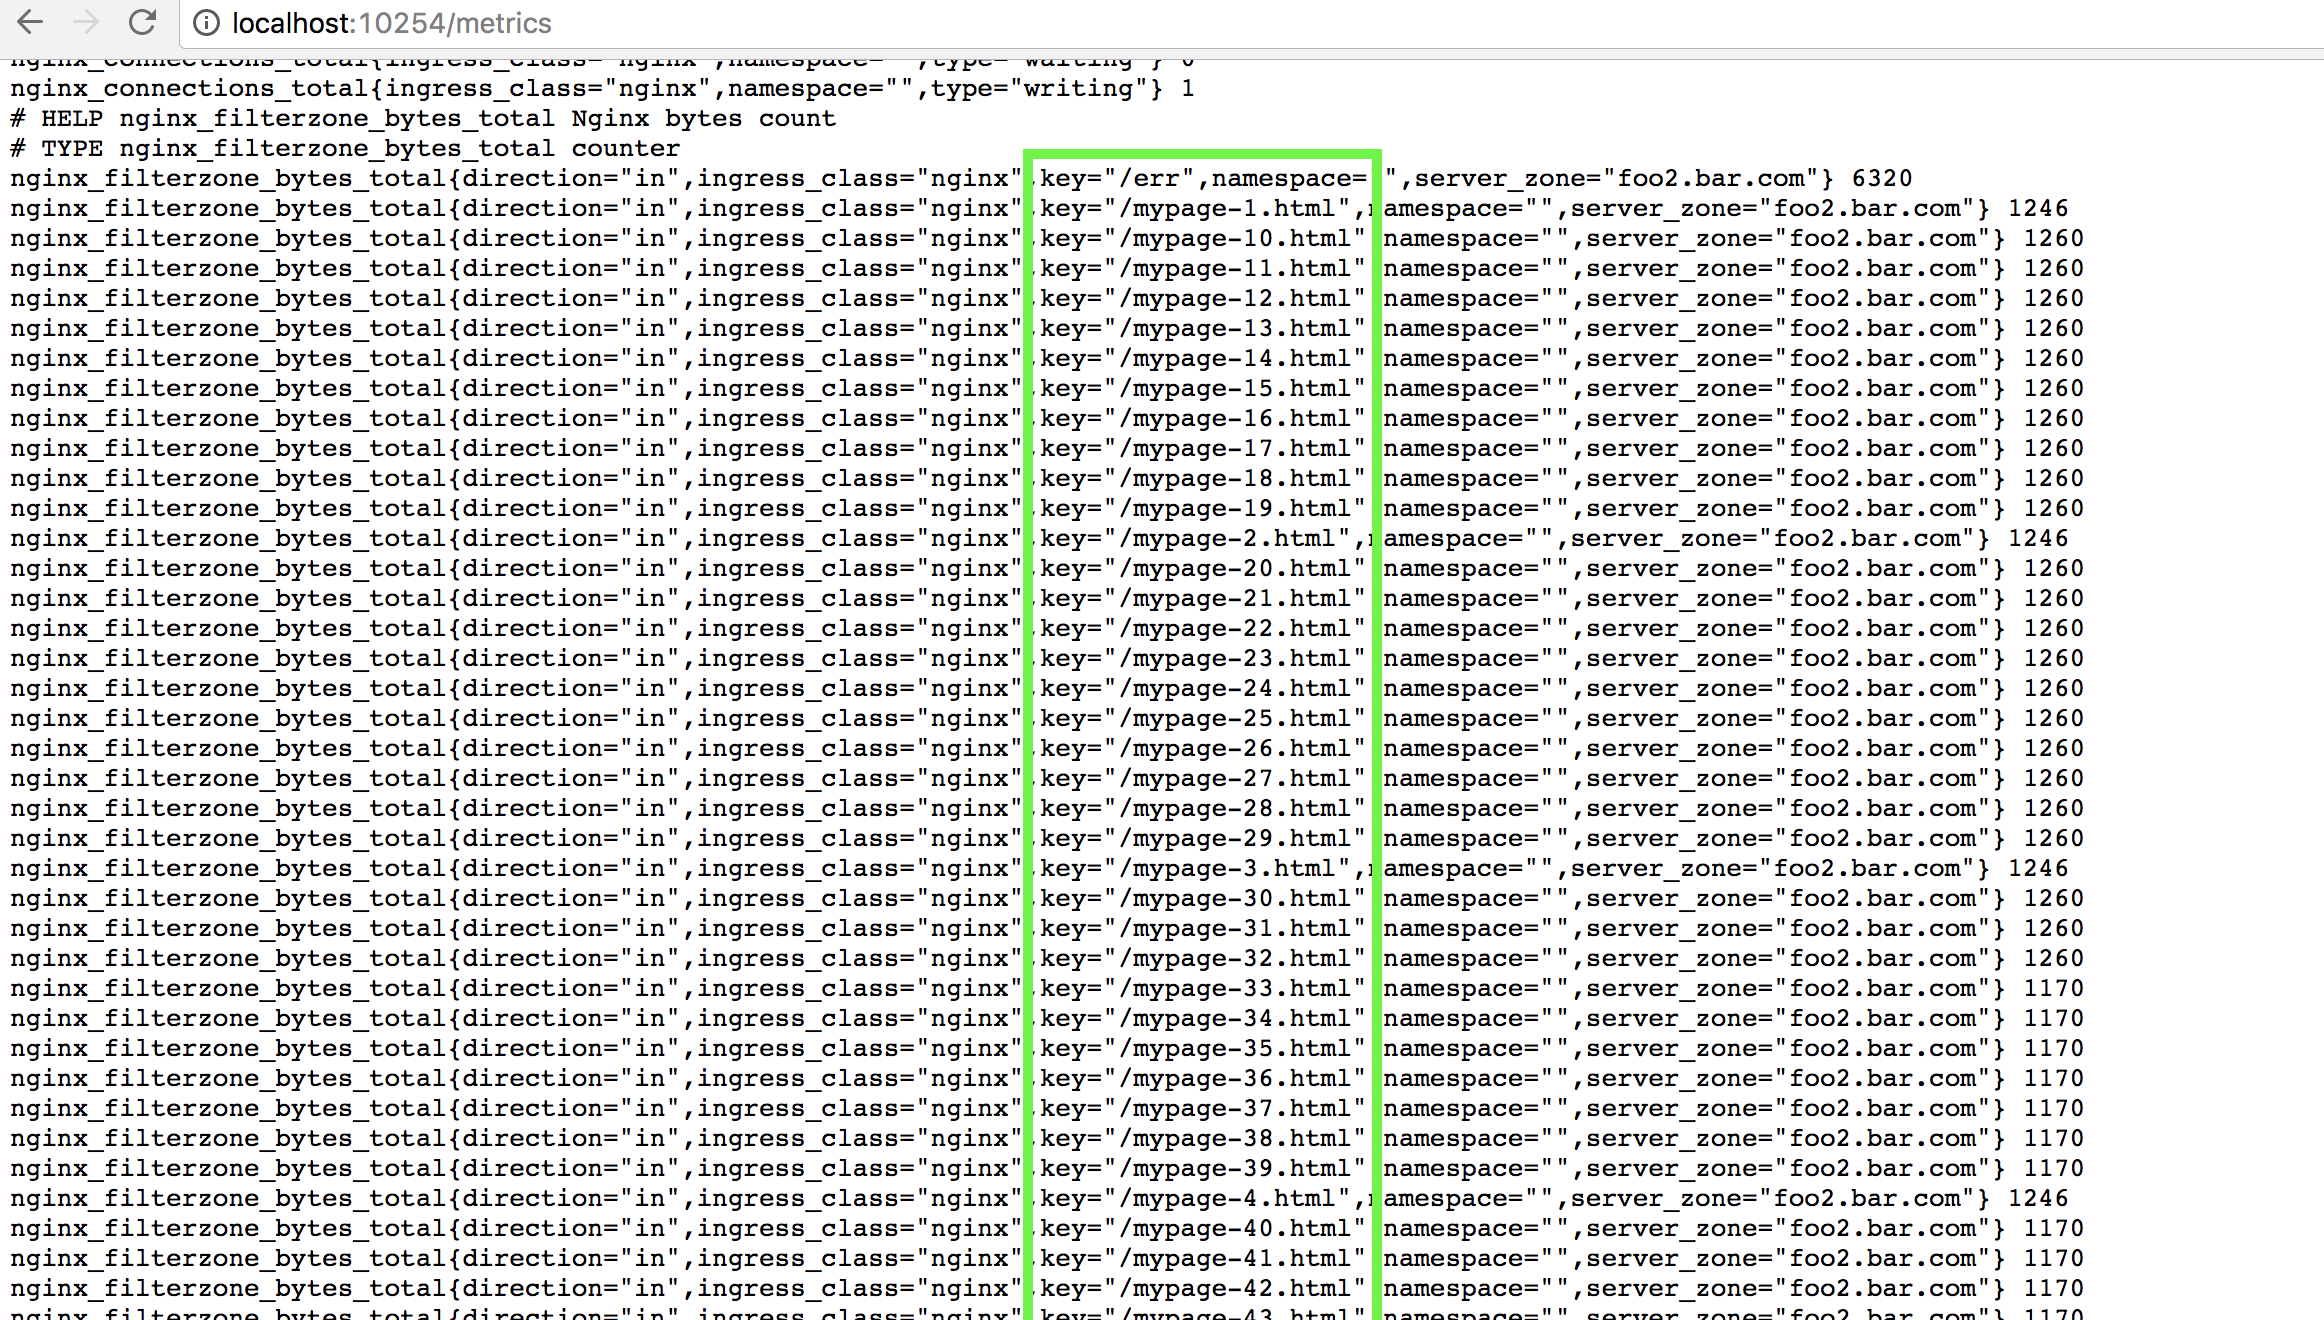 localhost:10254/metrics
nginx_connections_total{ingress_class="nginx",namespace="",type="waiting"} 0
nginx_connections_total{ingress_class="nginx",namespace="",type="writing"} 1
# HELP nginx_filterzone_bytes_total Nginx bytes count
# TYPE nginx_filterzone_bytes_total counter
nginx_filterzone_bytes_total{direction="in",ingress_class="nginx",key="/err",namespace="",server_zone="foo2.bar.com"} 6320
nginx_filterzone_bytes_total{direction="in",ingress_class="nginx",key="/mypage-1.html",namespace="",server_zone="foo2.bar.com"} 1246
nginx_filterzone_bytes_total{direction="in",ingress_class="nginx",key="/mypage-10.html",namespace="",server_zone="foo2.bar.com"} 1260
nginx_filterzone_bytes_total{direction="in",ingress_class="nginx",key="/mypage-11.html",namespace="",server_zone="foo2.bar.com"} 1260
nginx_filterzone_bytes_total{direction="in",ingress_class="nginx",key="/mypage-12.html",namespace="",server_zone="foo2.bar.com"} 1260
nginx_filterzone_bytes_total{direction="in",ingress_class="nginx",key="/mypage-13.html",namespace="",server_zone="foo2.bar.com"} 1260
nginx_filterzone_bytes_total{direction="in",ingress_class="nginx",key="/mypage-14.html",namespace="",server_zone="foo2.bar.com"} 1260
nginx_filterzone_bytes_total{direction="in",ingress_class="nginx",key="/mypage-15.html",namespace="",server_zone="foo2.bar.com"} 1260
nginx_filterzone_bytes_total{direction="in",ingress_class="nginx",key="/mypage-16.html",namespace="",server_zone="foo2.bar.com"} 1260
nginx_filterzone_bytes_total{direction="in",ingress_class="nginx",key="/mypage-17.html",namespace="",server_zone="foo2.bar.com"} 1260
nginx_filterzone_bytes_total{direction="in",ingress_class="nginx",key="/mypage-18.html",namespace="",server_zone="foo2.bar.com"} 1260
nginx_filterzone_bytes_total{direction="in",ingress_class="nginx",key="/mypage-19.html",namespace="",server_zone="foo2.bar.com"} 1260
nginx_filterzone_bytes_total{direction="in",ingress_class="nginx",key="/mypage-2.html",namespace="",server_zone="foo2.bar.com"} 1246
nginx_filterzone_bytes_total{direction="in",ingress_class="nginx",key="/mypage-20.html",namespace="",server_zone="foo2.bar.com"} 1260
nginx_filterzone_bytes_total{direction="in",ingress_class="nginx",key="/mypage-21.html",namespace="",server_zone="foo2.bar.com"} 1260
nginx_filterzone_bytes_total{direction="in",ingress_class="nginx",key="/mypage-22.html",namespace="",server_zone="foo2.bar.com"} 1260
nginx_filterzone_bytes_total{direction="in",ingress_class="nginx",key="/mypage-23.html",namespace="",server_zone="foo2.bar.com"} 1260
nginx_filterzone_bytes_total{direction="in",ingress_class="nginx",key="/mypage-24.html",namespace="",server_zone="foo2.bar.com"} 1260
nginx_filterzone_bytes_total{direction="in",ingress_class="nginx",key="/mypage-25.html",namespace="",server_zone="foo2.bar.com"} 1260
nginx_filterzone_bytes_total{direction="in",ingress_class="nginx",key="/mypage-26.html",namespace="",server_zone="foo2.bar.com"} 1260
nginx_filterzone_bytes_total{direction="in",ingress_class="nginx",key="/mypage-27.html",namespace="",server_zone="foo2.bar.com"} 1260
nginx_filterzone_bytes_total{direction="in",ingress_class="nginx",key="/mypage-28.html",namespace="",server_zone="foo2.bar.com"} 1260
nginx_filterzone_bytes_total{direction="in",ingress_class="nginx",key="/mypage-29.html",namespace="",server_zone="foo2.bar.com"} 1260
nginx_filterzone_bytes_total{direction="in",ingress_class="nginx",key="/mypage-3.html",namespace="",server_zone="foo2.bar.com"} 1246
nginx_filterzone_bytes_total{direction="in",ingress_class="nginx",key="/mypage-30.html",namespace="",server_zone="foo2.bar.com"} 1260
nginx_filterzone_bytes_total{direction="in",ingress_class="nginx",key="/mypage-31.html",namespace="",server_zone="foo2.bar.com"} 1260
nginx_filterzone_bytes_total{direction="in",ingress_class="nginx",key="/mypage-32.html",namespace="",server_zone="foo2.bar.com"} 1260
nginx_filterzone_bytes_total{direction="in",ingress_class="nginx",key="/mypage-33.html",namespace="",server_zone="foo2.bar.com"} 1170
nginx_filterzone_bytes_total{direction="in",ingress_class="nginx",key="/mypage-34.html",namespace="",server_zone="foo2.bar.com"} 1170
nginx_filterzone_bytes_total{direction="in",ingress_class="nginx",key="/mypage-35.html",namespace="",server_zone="foo2.bar.com"} 1170
nginx_filterzone_bytes_total{direction="in",ingress_class="nginx",key="/mypage-36.html",namespace="",server_zone="foo2.bar.com"} 1170
nginx_filterzone_bytes_total{direction="in",ingress_class="nginx",key="/mypage-37.html",namespace="",server_zone="foo2.bar.com"} 1170
nginx_filterzone_bytes_total{direction="in",ingress_class="nginx",key="/mypage-38.html",namespace="",server_zone="foo2.bar.com"} 1170
nginx_filterzone_bytes_total{direction="in",ingress_class="nginx",key="/mypage-39.html",namespace="",server_zone="foo2.bar.com"} 1170
nginx_filterzone_bytes_total{direction="in",ingress_class="nginx",key="/mypage-4.html",namespace="",server_zone="foo2.bar.com"} 1246
nginx_filterzone_bytes_total{direction="in",ingress_class="nginx",key="/mypage-40.html",namespace="",server_zone="foo2.bar.com"} 1170
nginx_filterzone_bytes_total{direction="in",ingress_class="nginx",key="/mypage-41.html",namespace="",server_zone="foo2.bar.com"} 1170
nginx_filterzone_bytes_total{direction="in",ingress_class="nginx",key="/mypage-42.html",namespace="",server_zone="foo2.bar.com"} 1170
nginx_filterzone_bytes_total{direction="in",ingress_class="nginx",key="/mypage-43.html",namespace="",server_zone="foo2.bar.com"} 1170